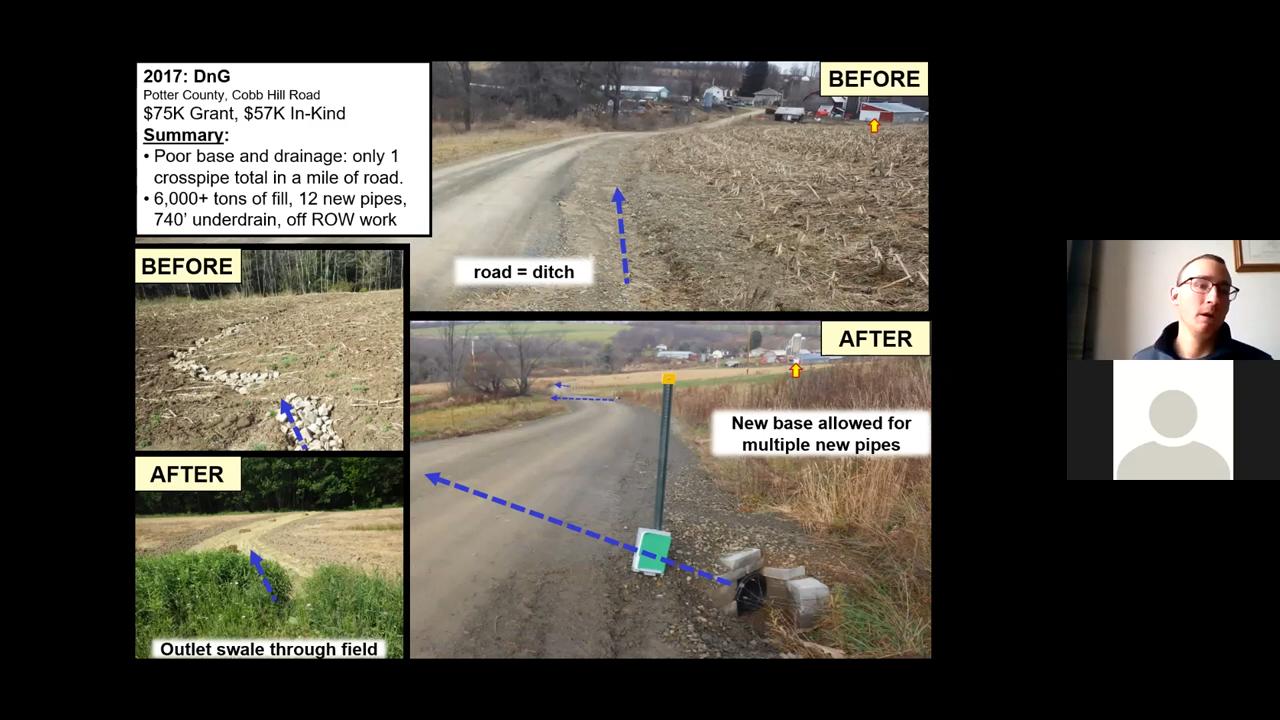 2017: DnG
Potter County, Cobb Hill Road
$75K Grant, $57K In-Kind
Summary:
• Poor base and drainage: only 1
crosspipe total in a mile of road.
• 6,000+ tons of fill, 12 new pipes,
740’ underdrain, off ROW work
BEFORE
road = ditch
BEFORE
AFTER
Outlet swale through field
AFTER
New base allowed for
multiple new pipes